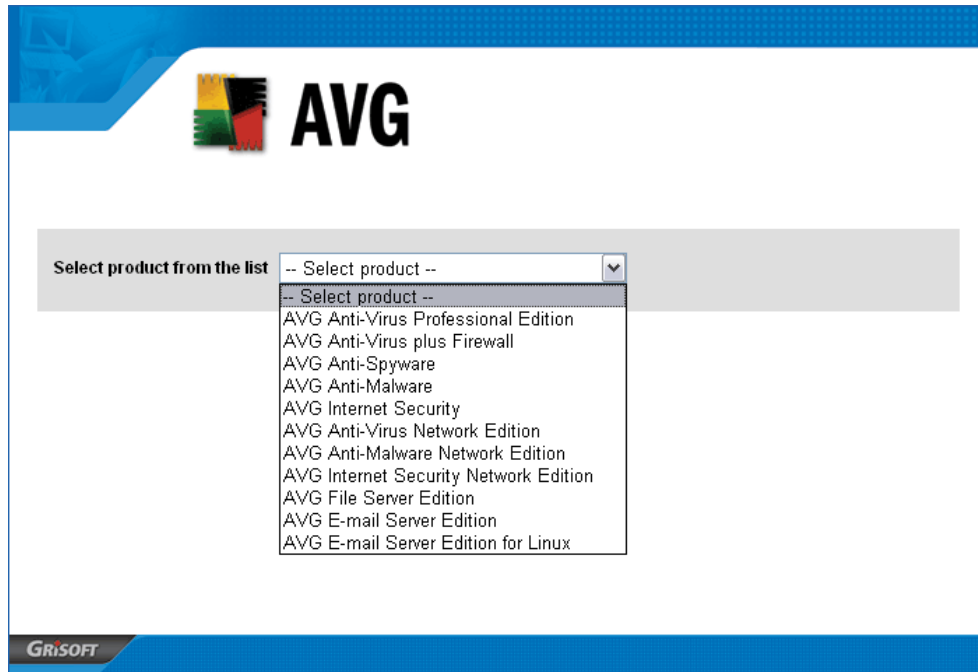 AVG
Select product from the list
-- Select product --
-- Select product --
AVG Anti-Virus Professional Edition
AVG Anti-Virus plus Firewall
AVG Anti-Spyware
AVG Anti-Malware
AVG Internet Security
AVG Anti-Virus Network Edition
AVG Anti-Malware Network Edition
AVG Internet Security Network Edition
AVG File Server Edition
AVG E-mail Server Edition
AVG E-mail Server Edition for Linux
GRISOFT